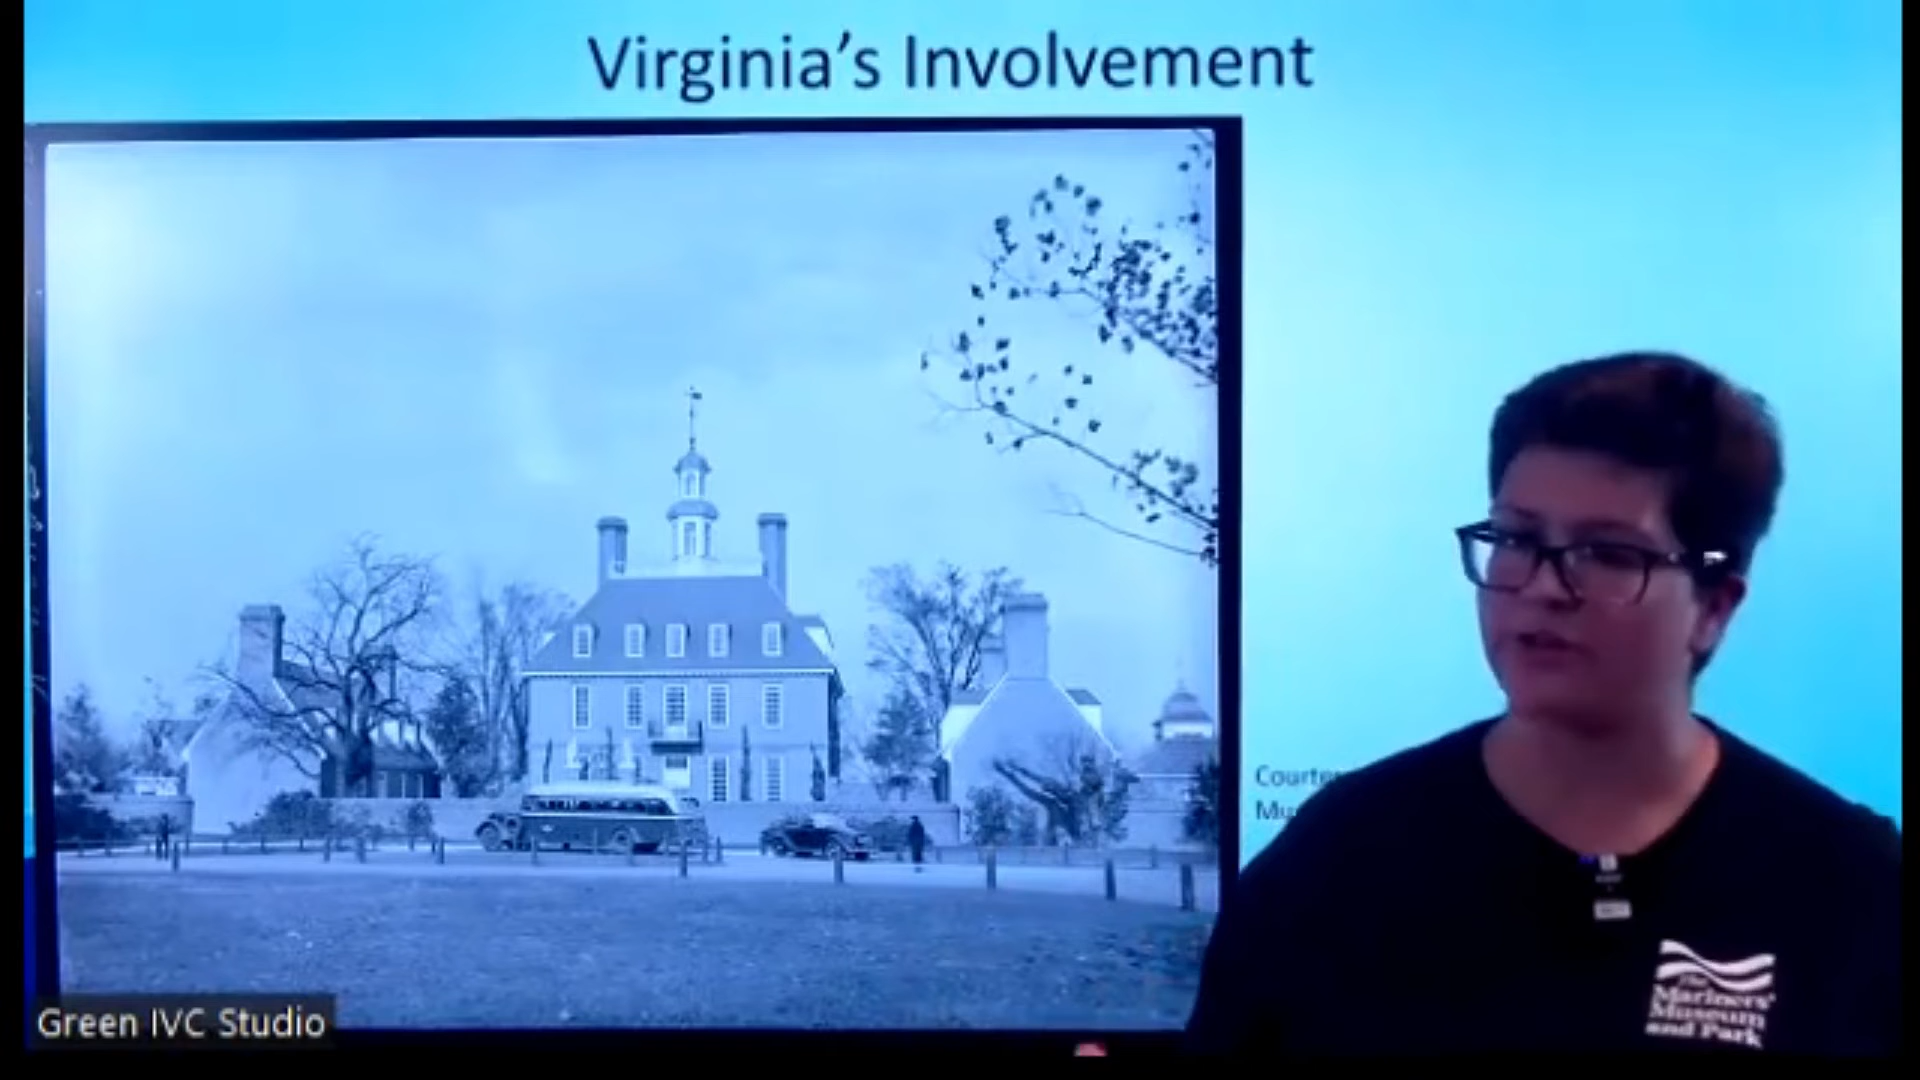 Virginia's Involvement
Courte
Mu
Green IVC Studio
The
Mariners'
Museum
and Park